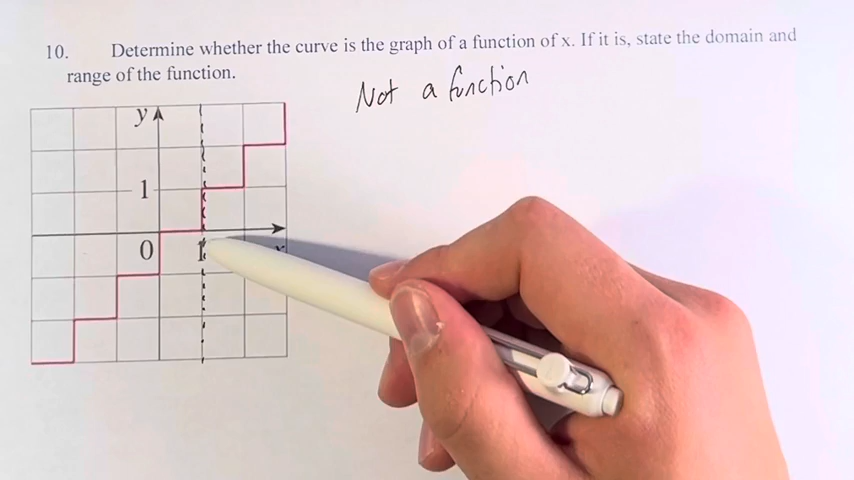 10. Determine whether the curve is the graph of a function of x. If it is, state the domain and
range of the function.
Not a function
y
1
0
1